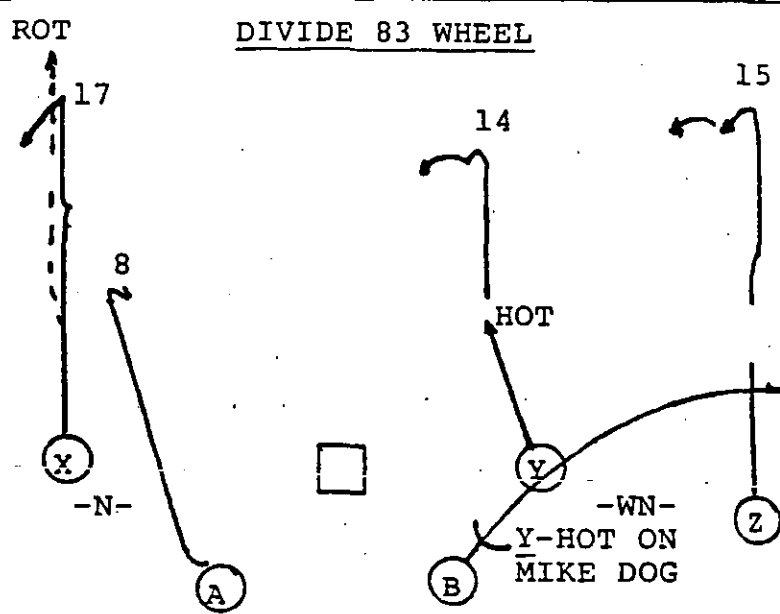 DIVIDE 83 WHEEL
ROT
17
15
14
8
HOT
X
Y
-N-
-WN-
Z
Y-HOT ON
MIKE DOG
A
B